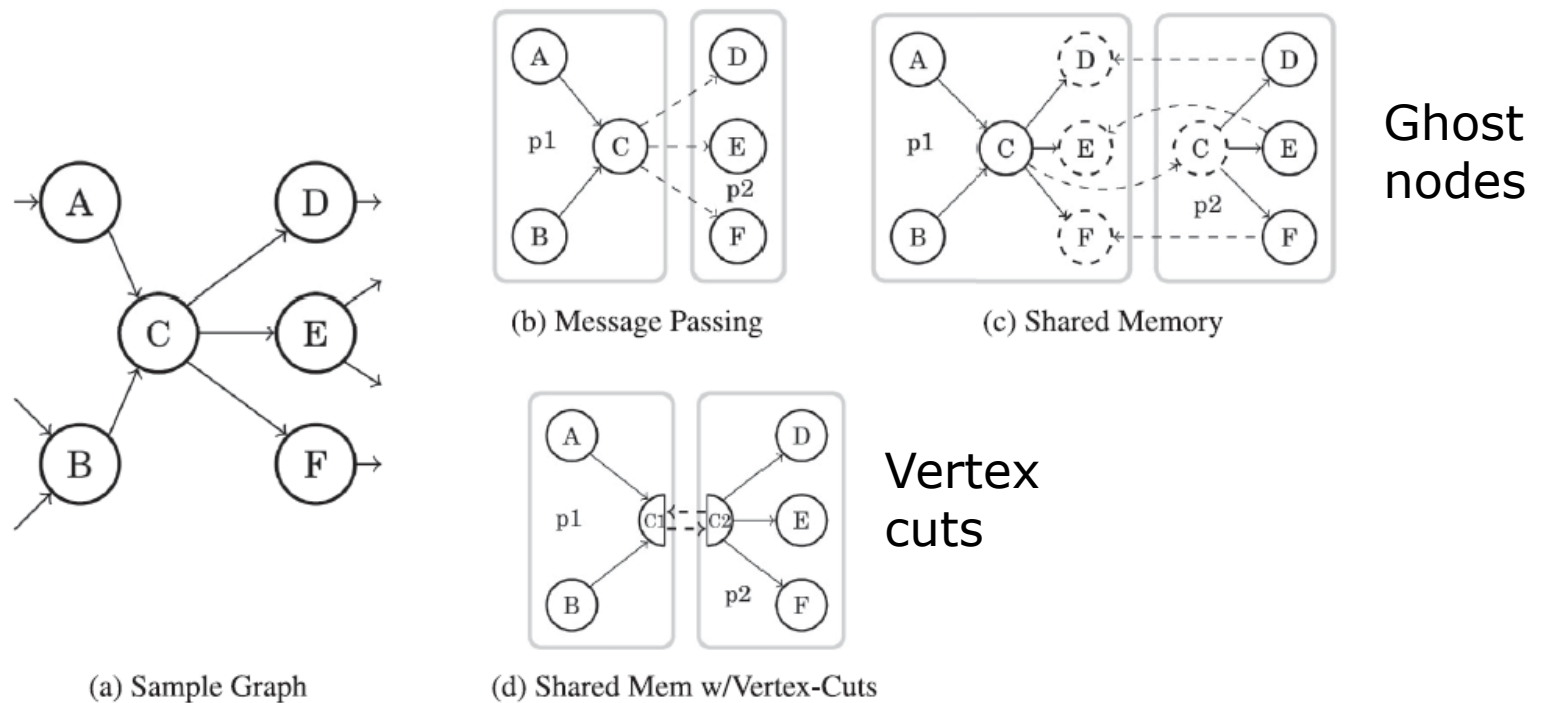 A
B
C
D
E
F
(a) Sample Graph
A
B
p1
C
D
E
p2
F
(b) Message Passing
A
B
p1
C
D
E
F
C
p2
D
E
F
(c) Shared Memory
Ghost
nodes
A
B
p1
C1
C2
p2
D
E
F
(d) Shared Mem w/Vertex-Cuts
Vertex
cuts